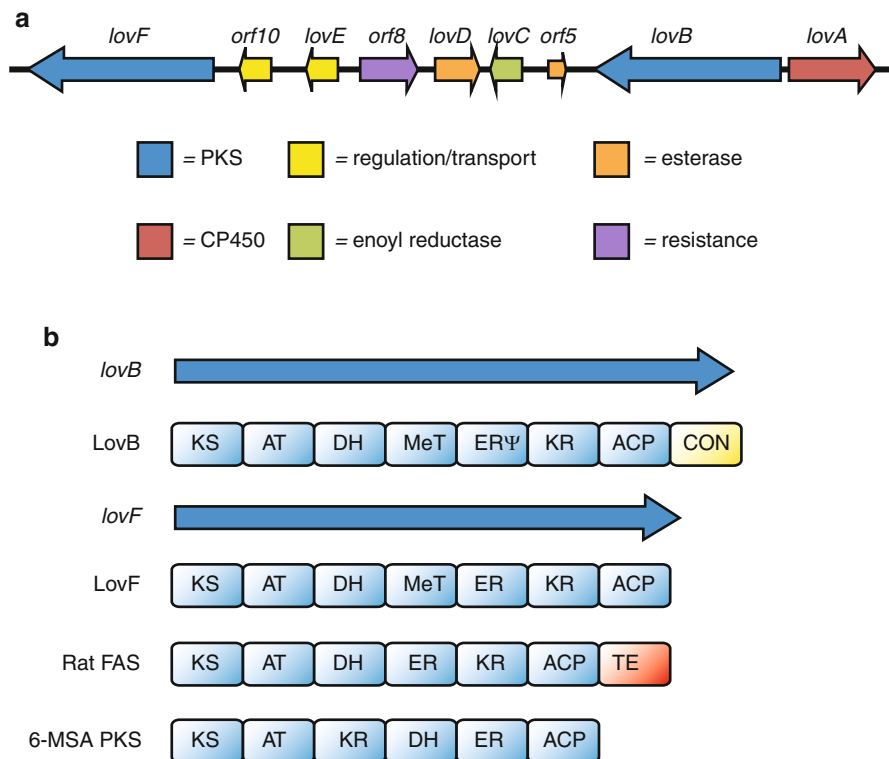 a
lovF orf10 lovE orf8 lovD lovC orf5 lovB lovA
= PKS = regulation/transport = esterase
= CP450 = enoyl reductase = resistance
b
lovB
LovB KS AT DH MeT ERΨ KR ACP CON
lovF
LovF KS AT DH MeT ER KR ACP
Rat FAS KS AT DH ER KR ACP TE
6-MSA PKS KS AT KR DH ER ACP